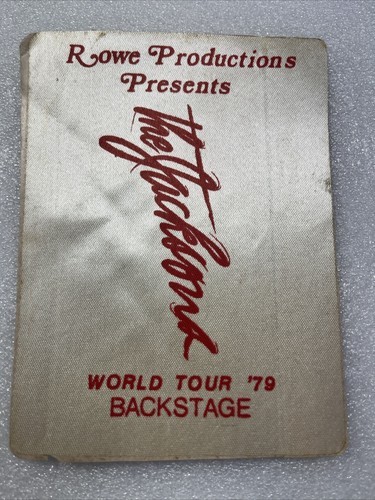 Rowe Productions
Presents
the Jacksons
WORLD TOUR '79
BACKSTAGE